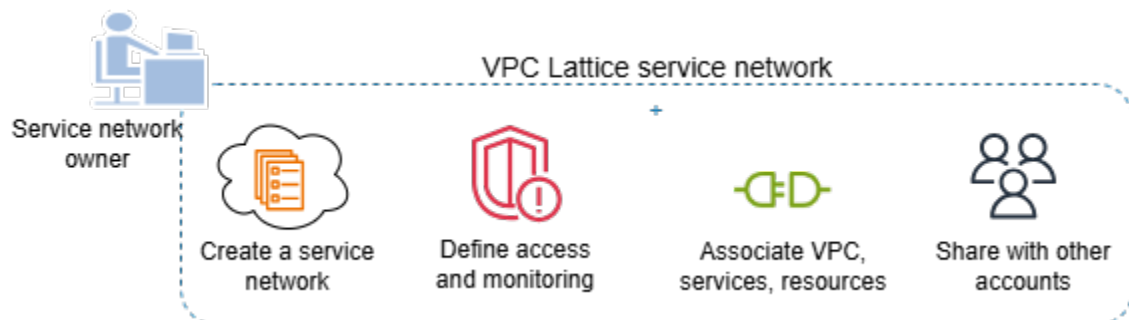 VPC Lattice service network
Service network
owner
Create a service
network
Define access
and monitoring
Associate VPC,
services, resources
Share with other
accounts